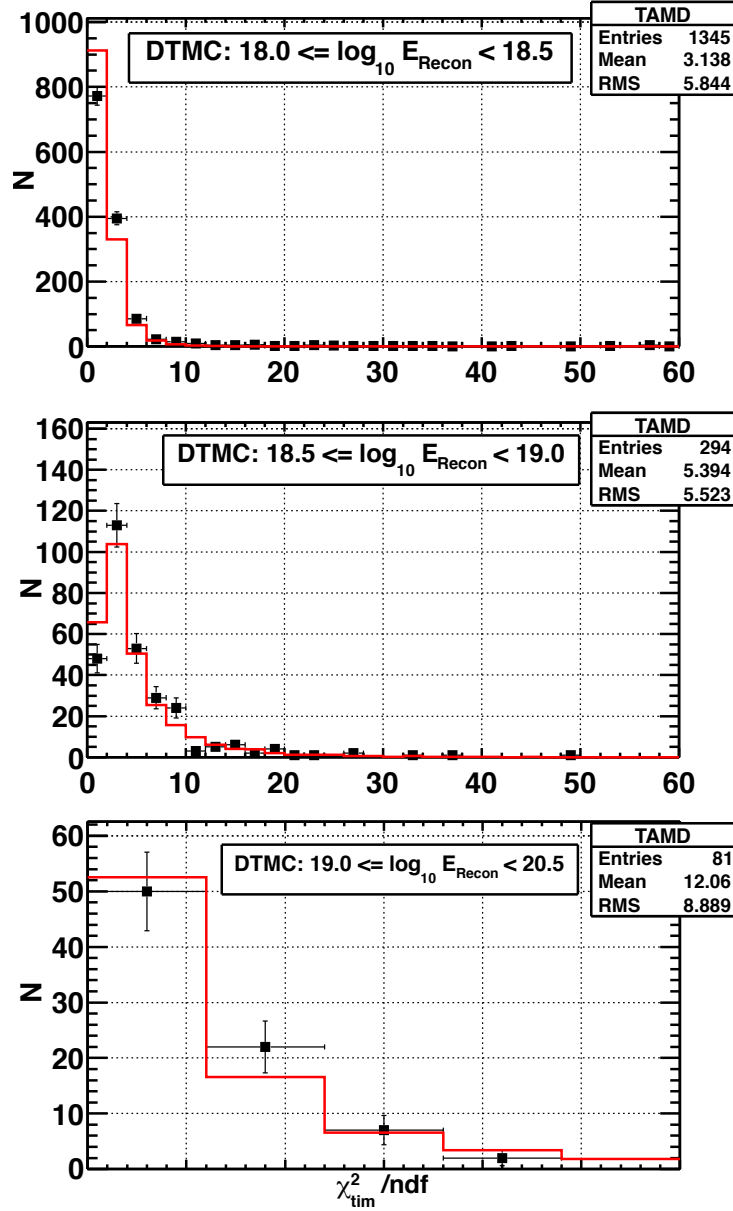 TAMD
Entries 1345
Mean 3.138
RMS 5.844
DTMC: 18.0 <= log10 ERecon < 18.5
N
1000
800
600
400
200
0
0 10 20 30 40 50 60
TAMD
Entries 294
Mean 5.394
RMS 5.523
DTMC: 18.5 <= log10 ERecon < 19.0
N
160
140
120
100
80
60
40
20
0
0 10 20 30 40 50 60
TAMD
Entries 81
Mean 12.06
RMS 8.889
DTMC: 19.0 <= log10 ERecon < 20.5
N
60
50
40
30
20
10
0
χ2tim /ndf